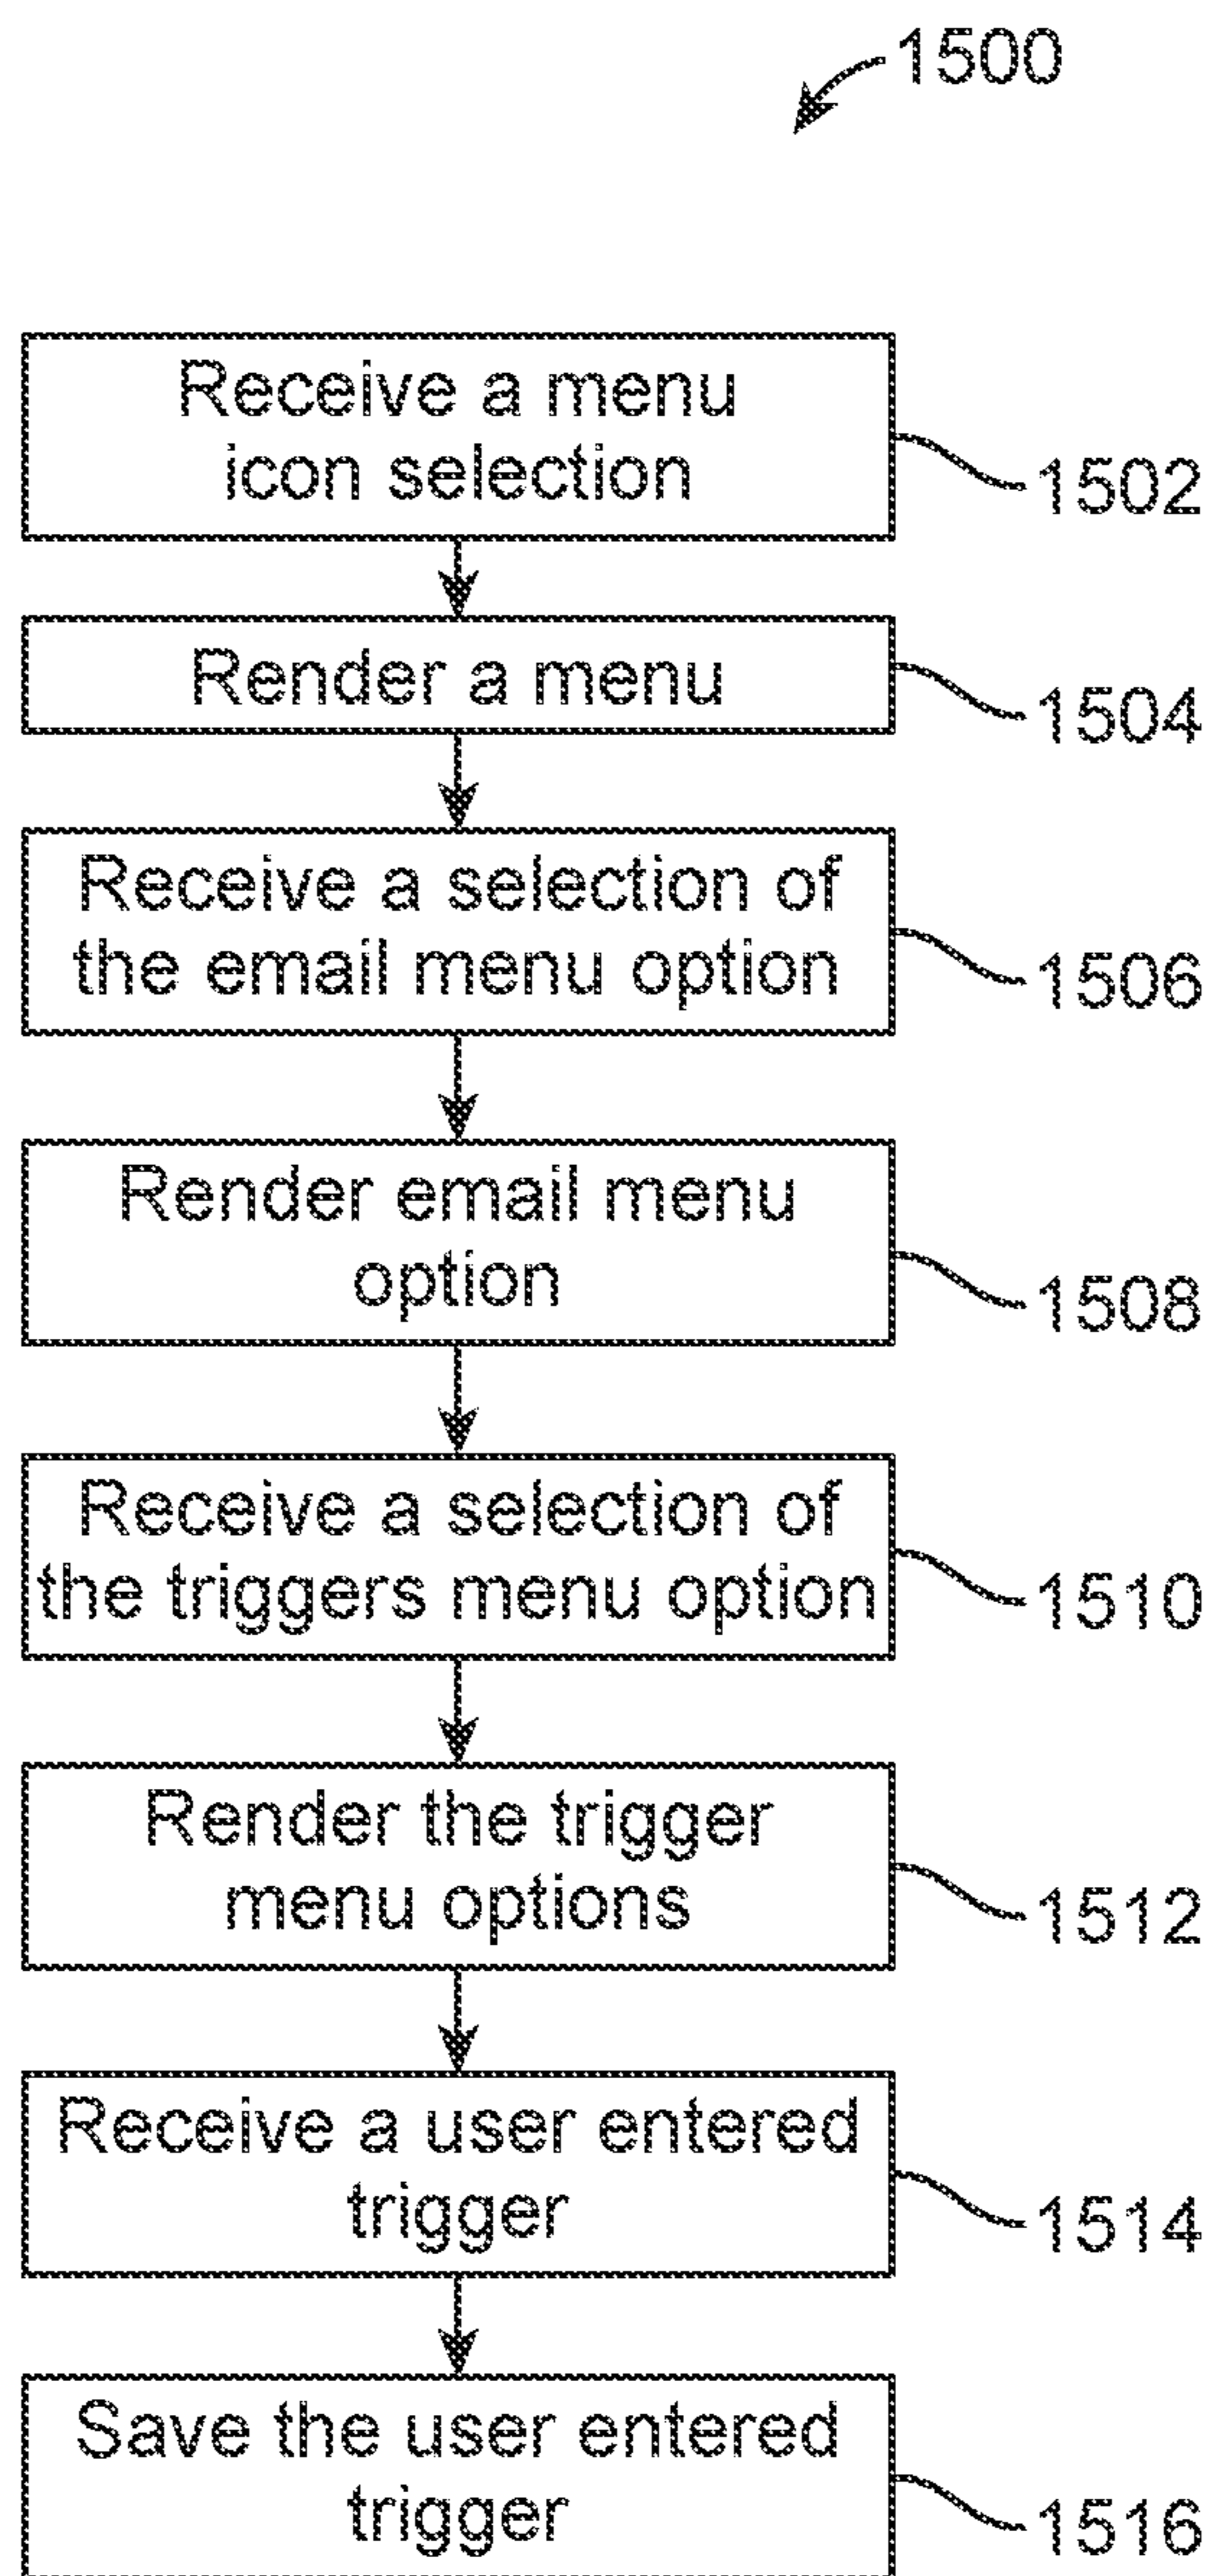 1500
Receive a menu
icon selection
1502
Render a menu
1504
Receive a selection of
the email menu option
1506
Render email menu
option
1508
Receive a selection of
the triggers menu option
1510
Render the trigger
menu options
1512
Receive a user entered
trigger
1514
Save the user entered
trigger
1516